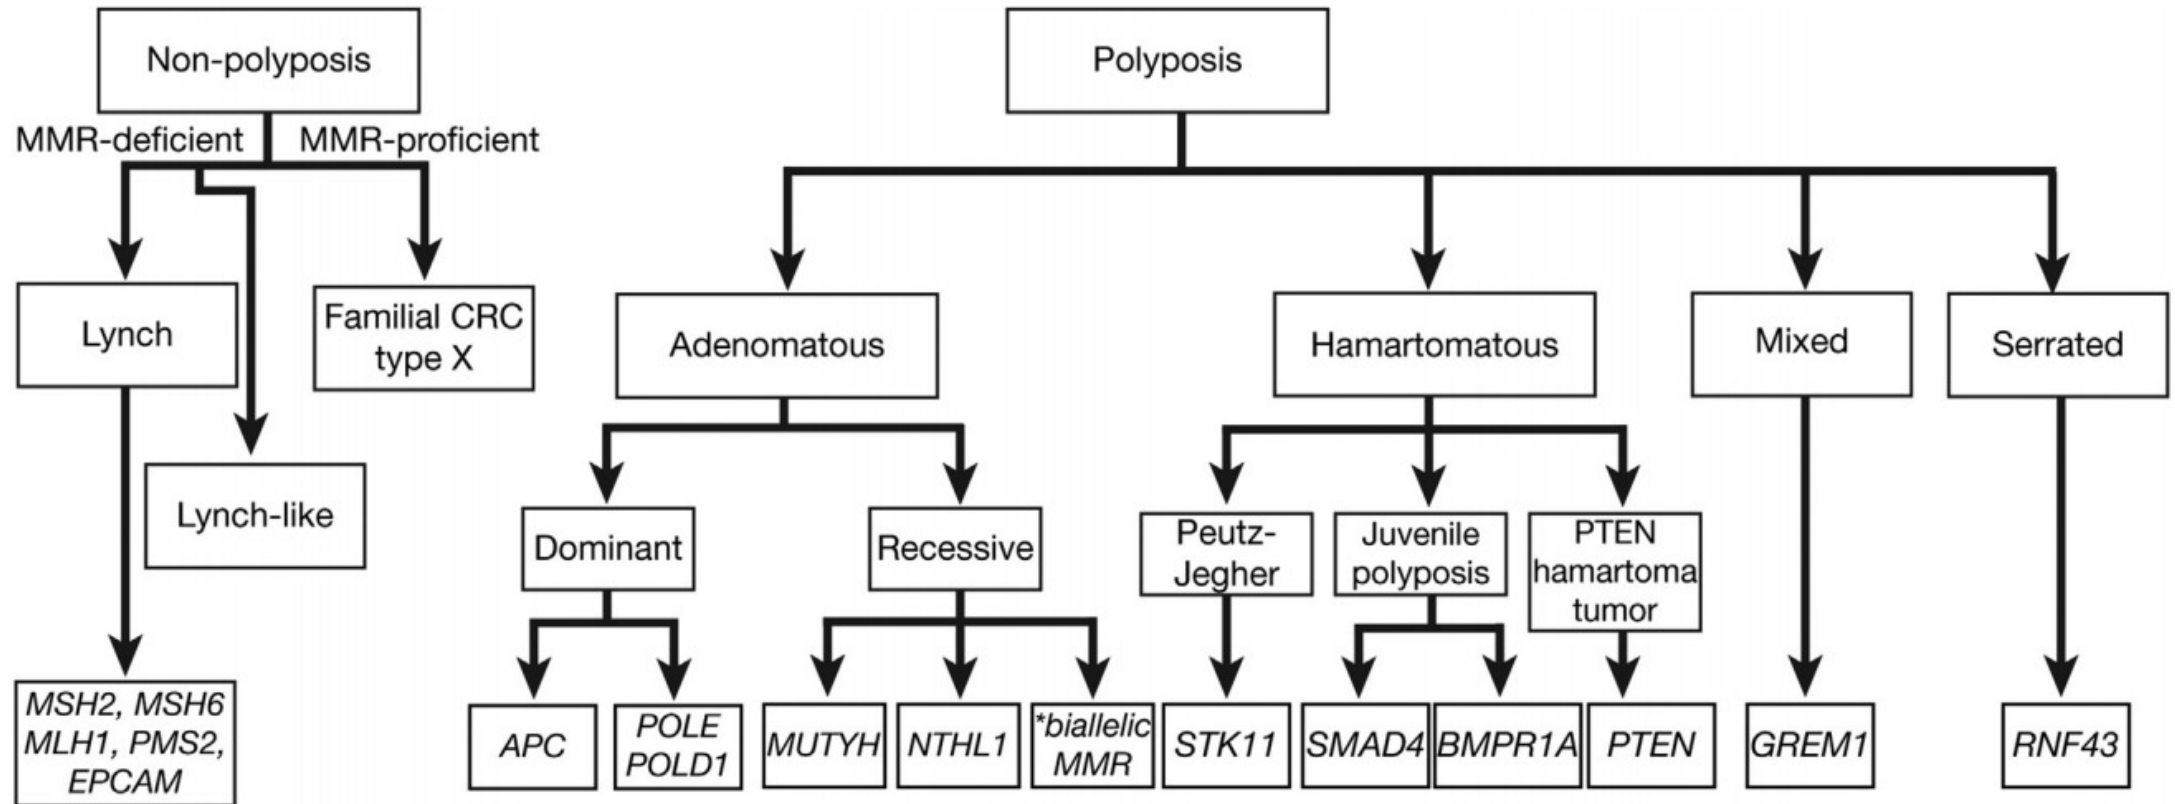 Non-polyposis
Polyposis
MMR-deficient
MMR-proficient
Lynch
Familial CRC
type X
Adenomatous
Hamartomatous
Mixed
Serrated
Lynch-like
Dominant
Recessive
Peutz-
Jegher
Juvenile
polyposis
PTEN
hamartoma
tumor
MSH2, MSH6
MLH1, PMS2,
EPCAM
APC
POLE
POLD1
MUTYH
NTHL1
*biallelic
MMR
STK11
SMAD4
BMPR1A
PTEN
GREM1
RNF43